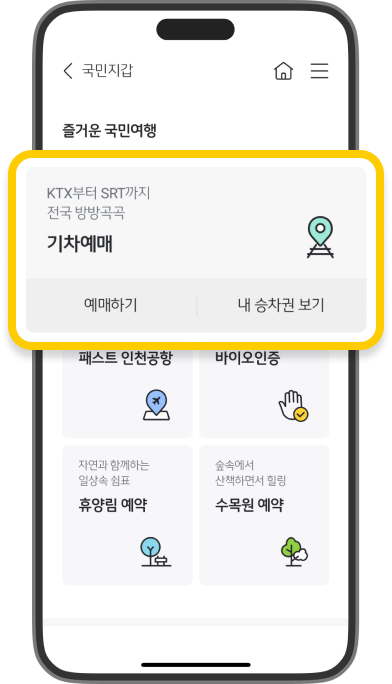 국민지갑
즐거운 국민여행
KTX부터 SRT까지
전국 방방곡곡
기차예매
예매하기
내 승차권 보기
패스트 인천공항
바이오인증
자연과 함께하는
일상속 쉼표
휴양림 예약
숲속에서
산책하면서 힐링
수목원 예약